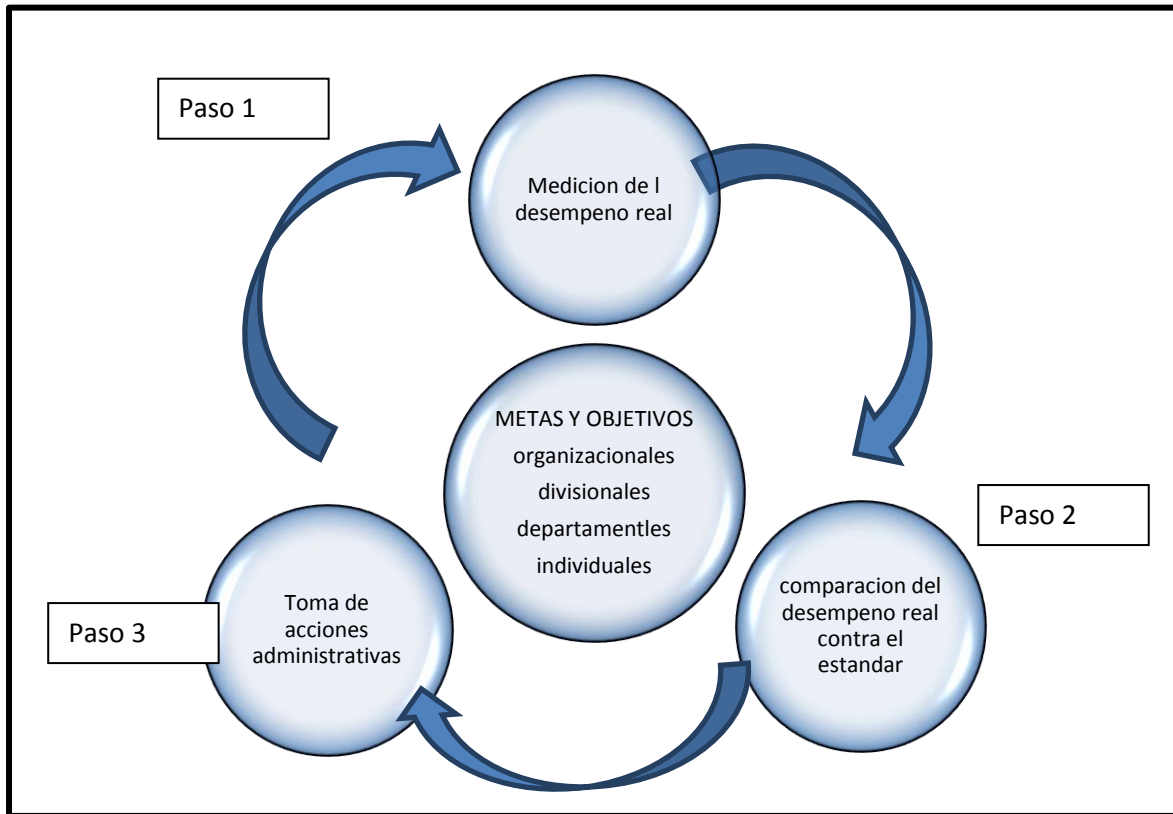 Paso 1
Medicion de l
desempeno real
METAS Y OBJETIVOS
organizacionales
divisionales
departamentles
individuales
Paso 2
comparacion del
desempeno real
contra el
estandar
Paso 3
Toma de
acciones
administrativas